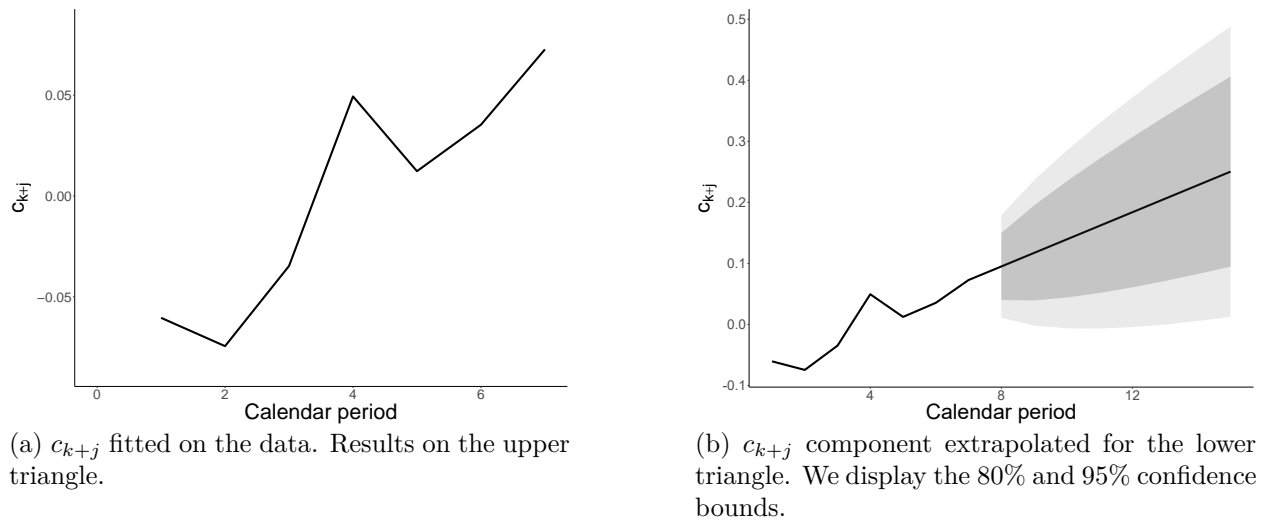 0.05
0.00
−0.05
0
2
4
6
c_{k+j}
Calendar period
(a) c_{k+j} fitted on the data. Results on the upper
triangle.
0.5
0.4
0.3
0.2
0.1
0.0
-0.1
4
8
12
c_{k+j}
Calendar period
(b) c_{k+j} component extrapolated for the lower
triangle. We display the 80% and 95% confidence
bounds.